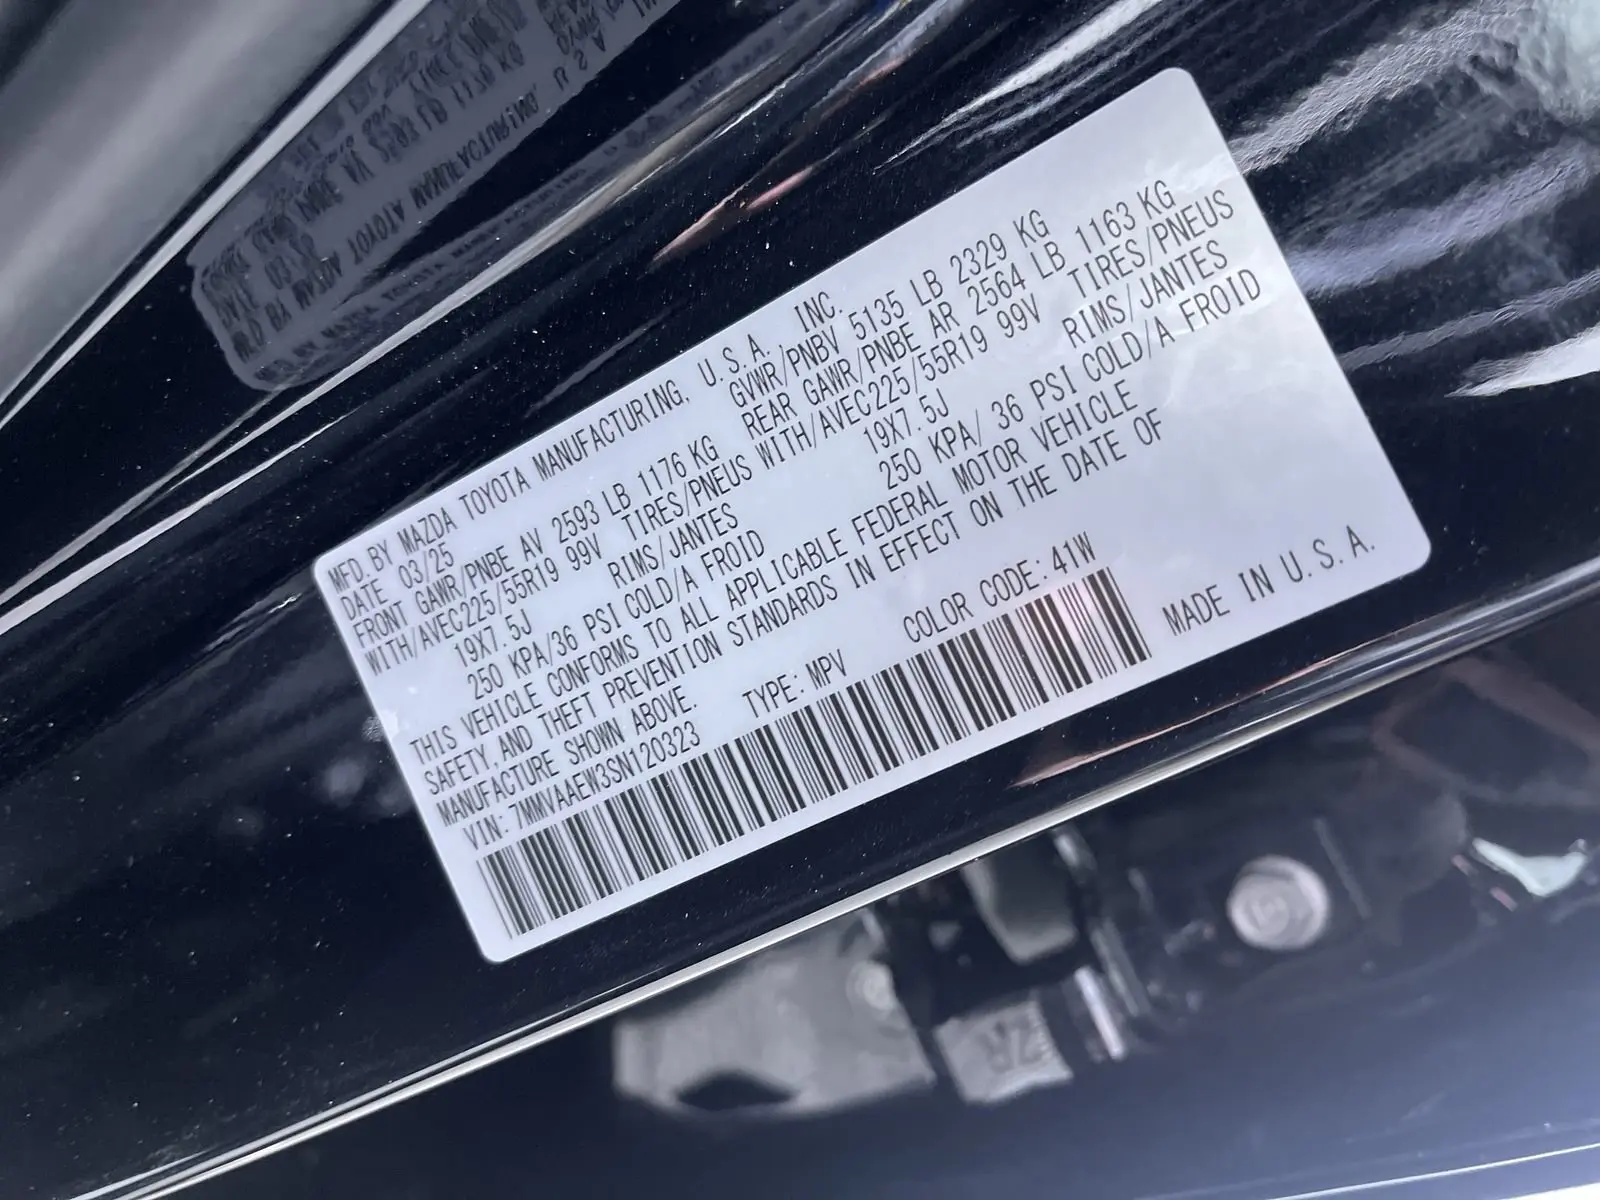 MFD. BY MAZDA TOYOTA MANUFACTURING, U.S.A., INC.
DATE 03/25 GVWR/PNBV 5135 LB 2329 KG
FRONT GAWR/PNBE AV 2593 LB 1176 KG REAR GAWR/PNBE AR 2564 LB 1163 KG
WITH/AVEC225/55R19 99V TIRES/PNEUS WITH/AVEC225/55R19 99V TIRES/PNEUS
19X7.5J RIMS/JANTES 19X7.5J RIMS/JANTES
250 KPA/36 PSI COLD/A FROID 250 KPA/ 36 PSI COLD/A FROID
THIS VEHICLE CONFORMS TO ALL APPLICABLE FEDERAL MOTOR VEHICLE
SAFETY, AND THEFT PREVENTION STANDARDS IN EFFECT ON THE DATE OF
MANUFACTURE SHOWN ABOVE.
VIN: 7MMVAAEW3SN120323 TYPE: MPV COLOR CODE: 41W
MADE IN U.S.A.